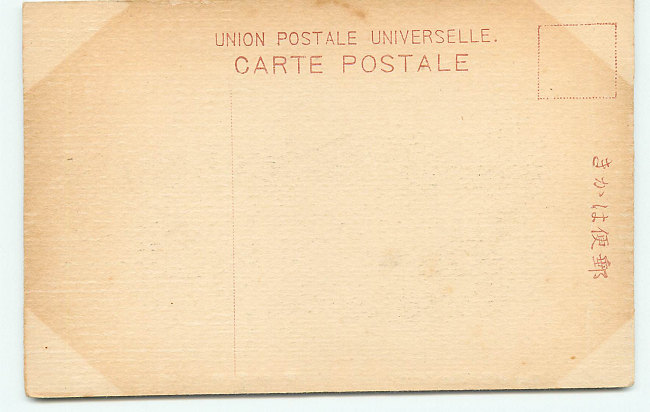 UNION POSTALE UNIVERSELLE.
CARTE POSTALE
郵便はかき